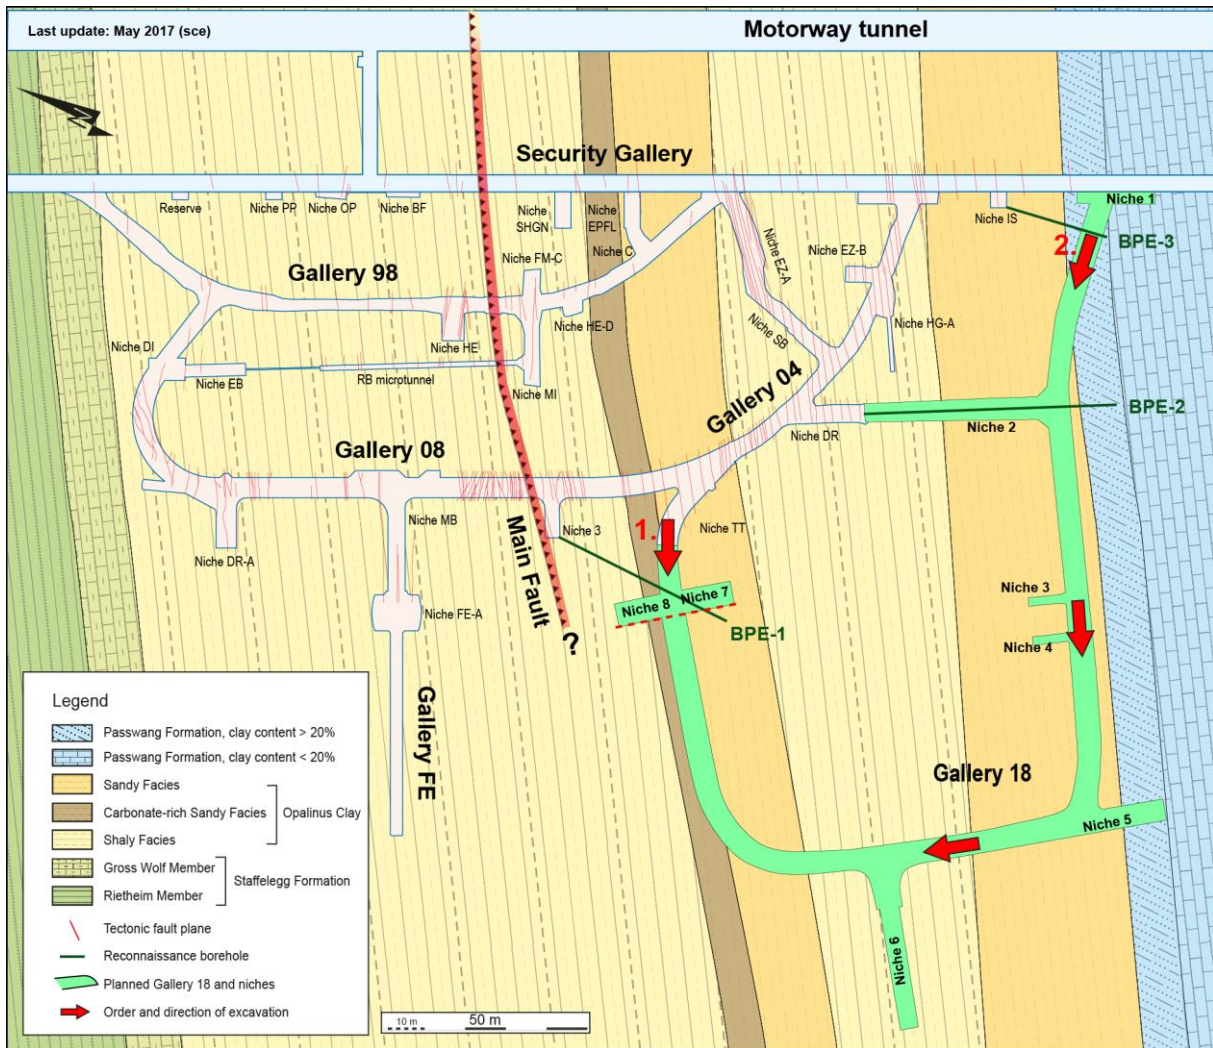 Last update: May 2017 (sce)
Motorway tunnel
Security Gallery
Reserve
Niche PP
Niche OP
Niche BF
Niche
SHGN
Niche
EPFL
Niche IS
Niche 1
BPE-3
2.
Niche C
Niche FM-C
Niche EZ-A
Niche EZ-B
Gallery 98
Niche HE-D
Niche HG-A
Niche DI
Niche HE
Niche SB
Niche EB
RB microtunnel
Niche MI
Gallery 04
BPE-2
Niche 2
Niche DR
Gallery 08
Niche MB
Main Fault
?
Niche 3
1.
Niche TT
Niche DR-A
Niche FE-A
Niche 8
Niche 7
BPE-1
Niche 3
Niche 4
Gallery FE
Gallery 18
Niche 5
Niche 6
Legend
Passwang Formation, clay content > 20%
Passwang Formation, clay content < 20%
Sandy Facies
Carbonate-rich Sandy Facies
Opalinus Clay
Shaly Facies
Gross Wolf Member
Staffelegg Formation
Rietheim Member
Tectonic fault plane
Reconnaissance borehole
Planned Gallery 18 and niches
Order and direction of excavation
10 m
50 m